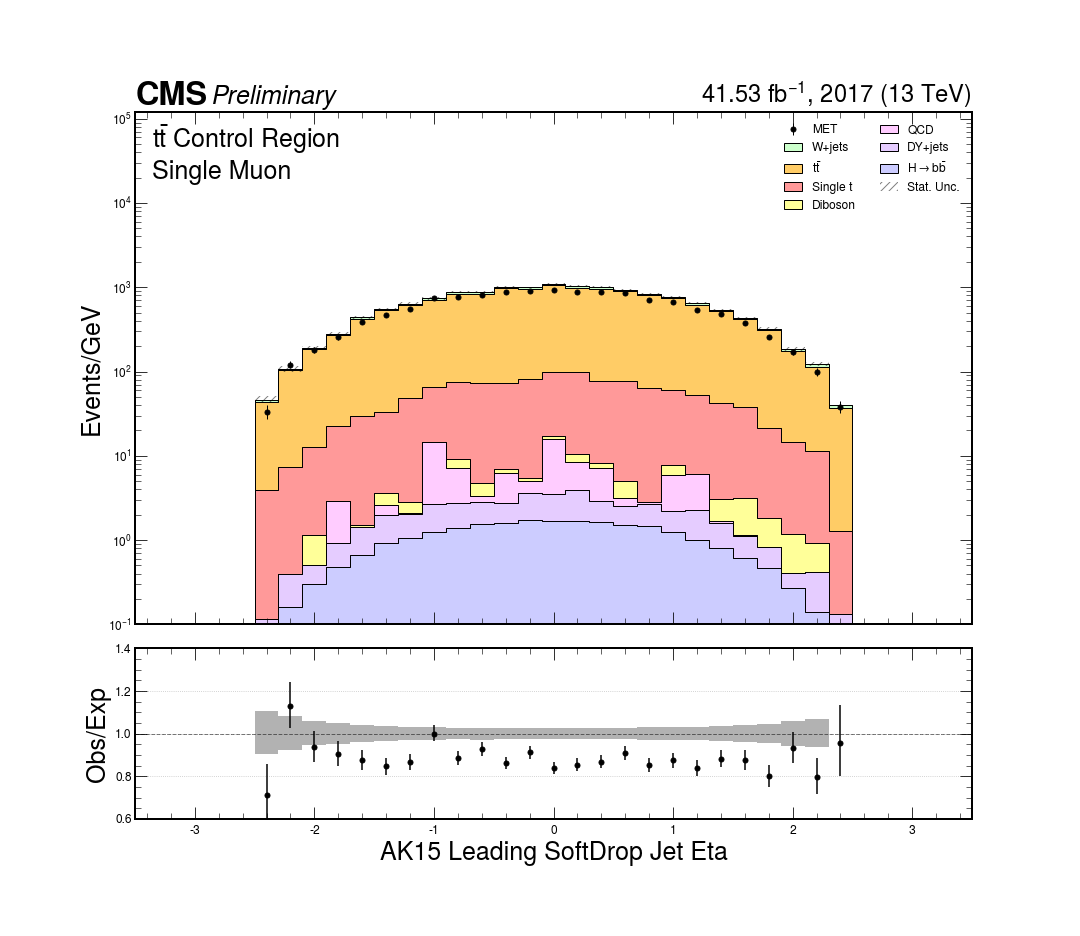 CMS Preliminary
41.53 fb⁻¹, 2017 (13 TeV)
tt̄ Control Region
Single Muon
MET
W+jets
tt̄
Single t
Diboson
QCD
DY+jets
H→bb̄
Stat. Unc.
Events/GeV
10⁵
10⁴
10³
10²
10¹
10⁰
10⁻¹
Obs/Exp
1.4
1.2
1.0
0.8
0.6
-3 -2 -1 0 1 2 3
AK15 Leading SoftDrop Jet Eta